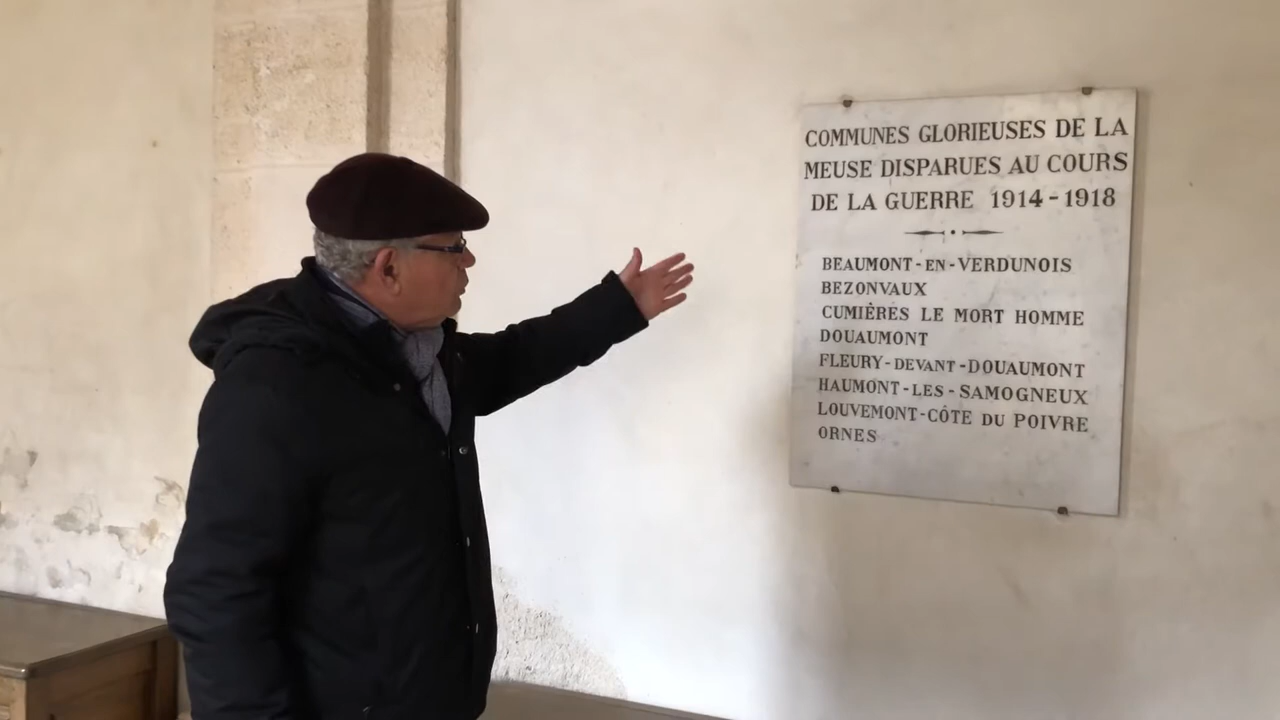 COMMUNES GLORIEUSES DE LA
MEUSE DISPARUES AU COURS
DE LA GUERRE 1914-1918
BEAUMONT-EN-VERDUNOIS
BEZONVAUX
CUMIÈRES LE MORT HOMME
DOUAUMONT
FLEURY-DEVANT-DOUAUMONT
HAUMONT-LES-SAMOGNEUX
LOUVEMONT-CÔTE DU POIVRE
ORNES